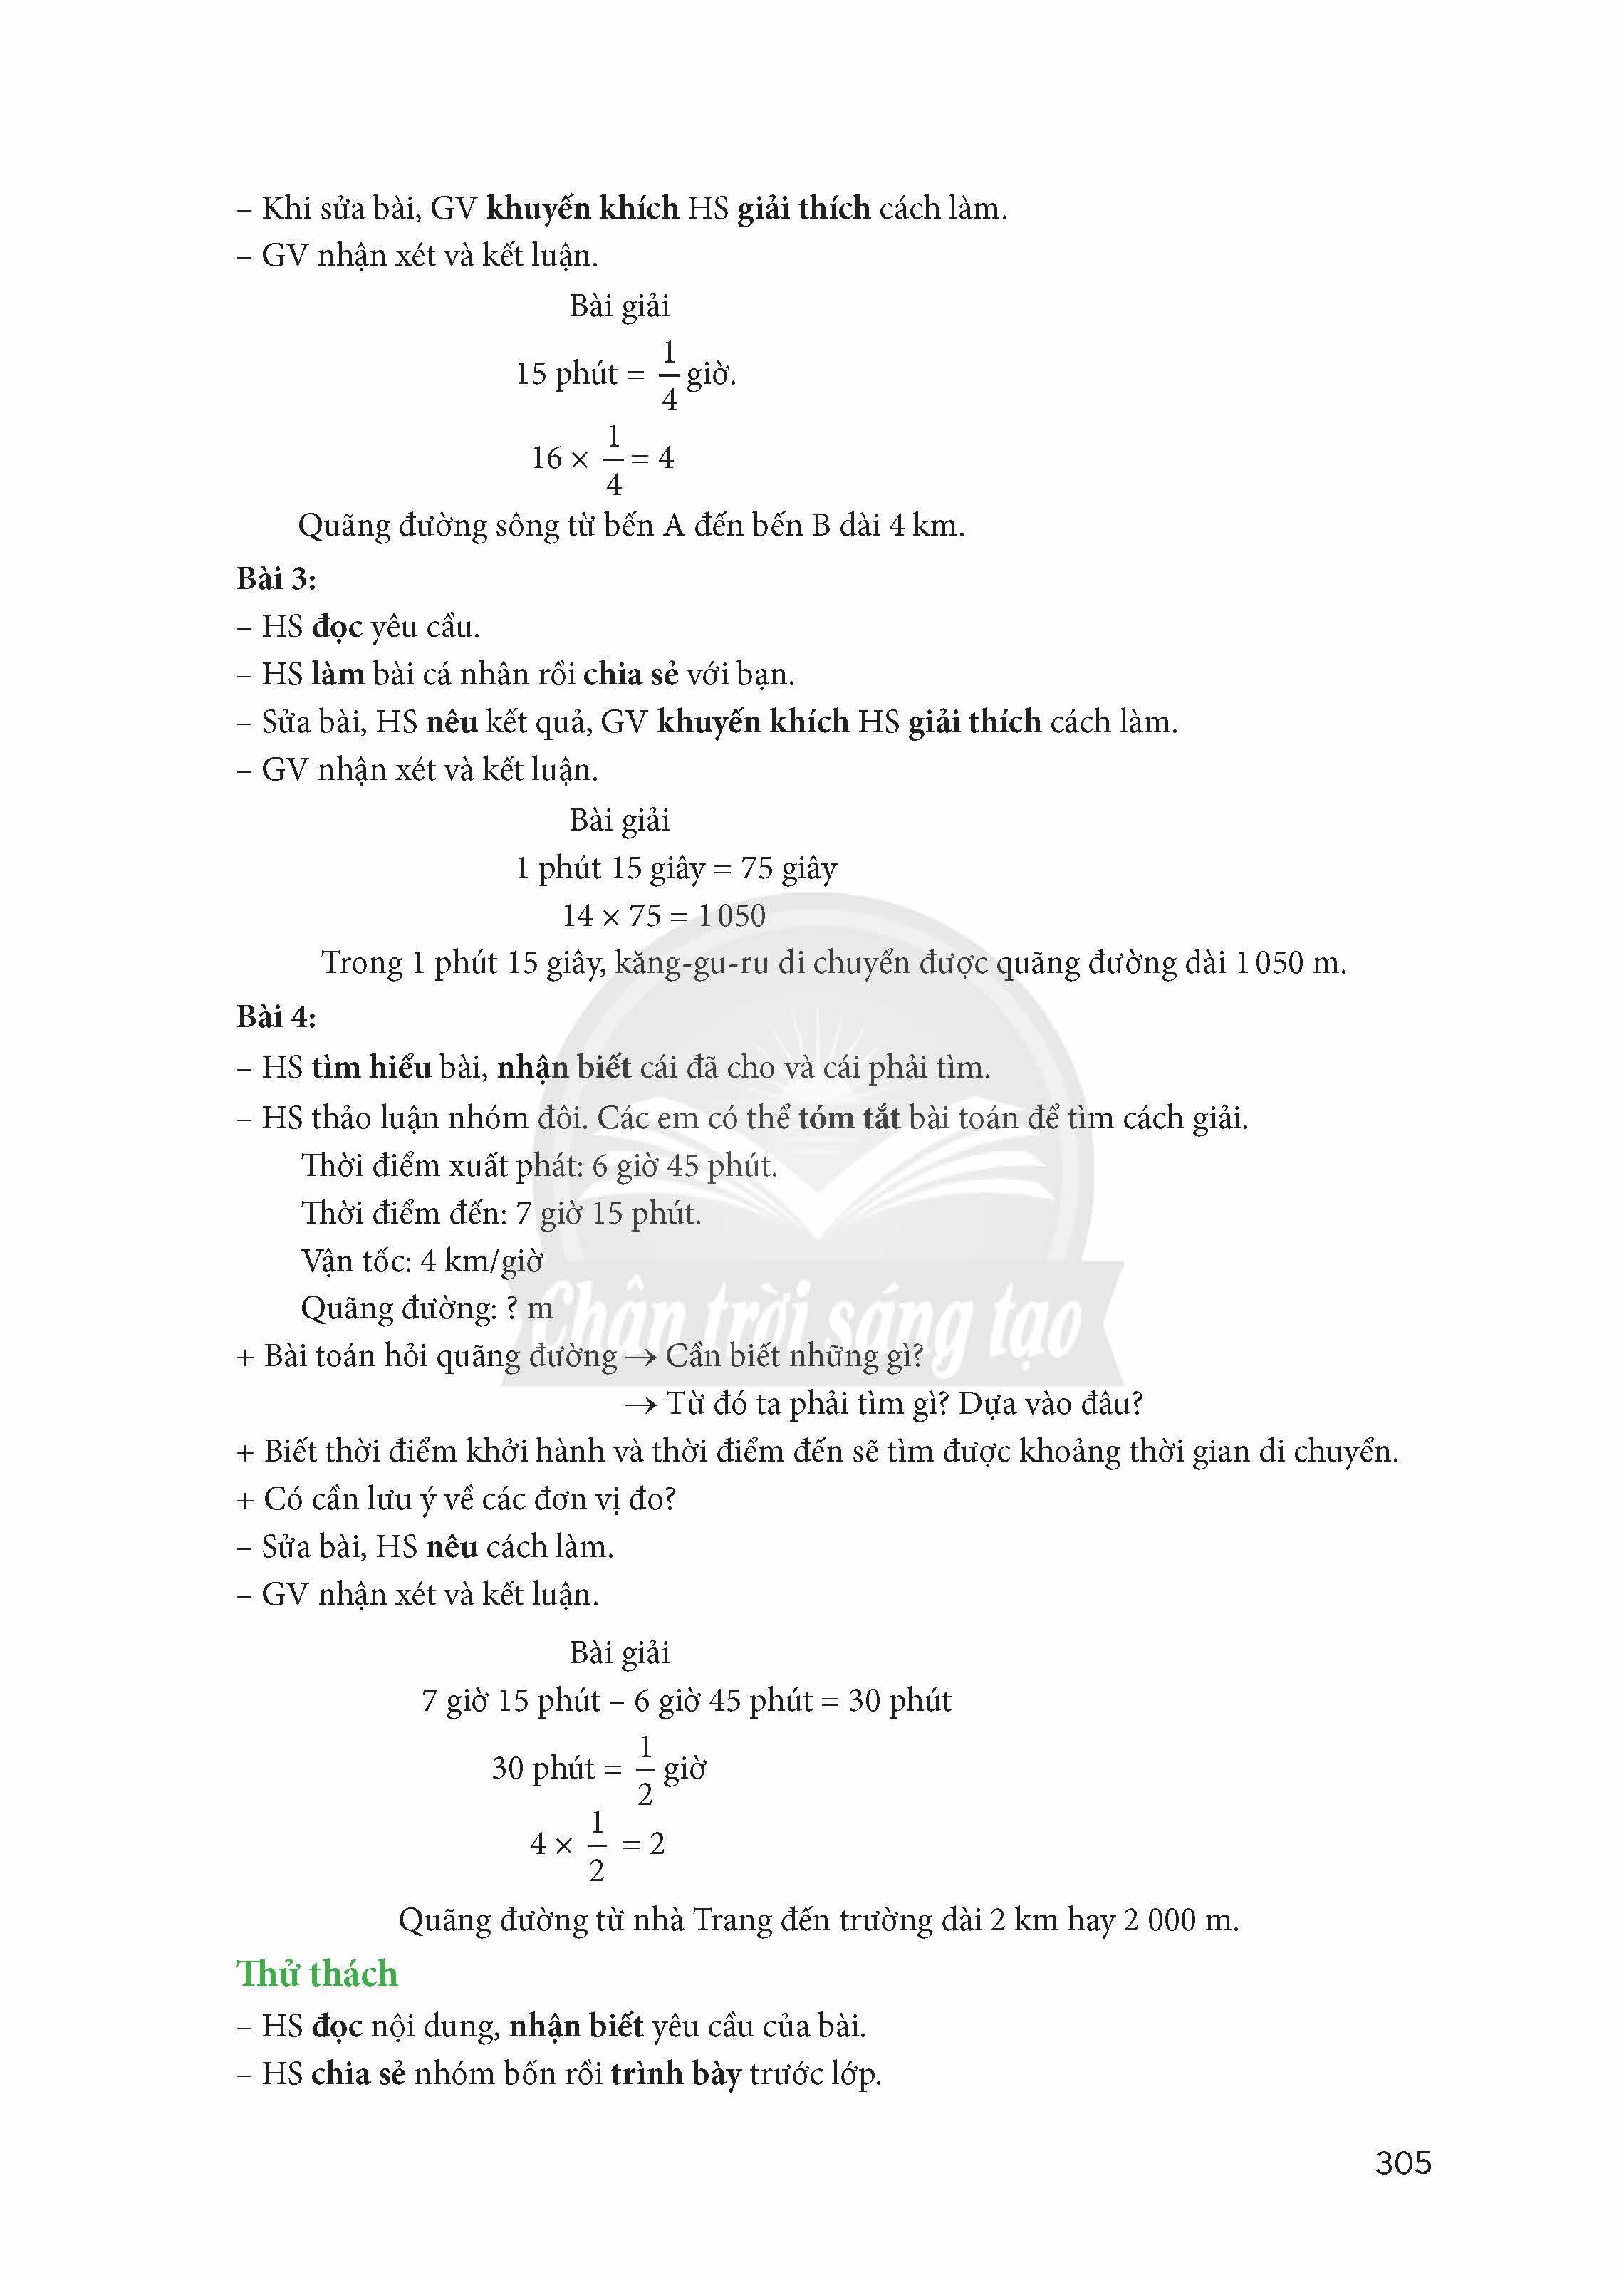 – Khi sửa bài, GV khuyến khích HS giải thích cách làm.
– GV nhận xét và kết luận.
Bài giải
15 phút = 1/4 giờ.
16 × 1/4 = 4
Quãng đường sông từ bến A đến bến B dài 4 km.
Bài 3:
– HS đọc yêu cầu.
– HS làm bài cá nhân rồi chia sẻ với bạn.
– Sửa bài, HS nêu kết quả, GV khuyến khích HS giải thích cách làm.
– GV nhận xét và kết luận.
Bài giải
1 phút 15 giây = 75 giây
14 × 75 = 1 050
Trong 1 phút 15 giây, kăng-gu-ru di chuyển được quãng đường dài 1 050 m.
Bài 4:
– HS tìm hiểu bài, nhận biết cái đã cho và cái phải tìm.
– HS thảo luận nhóm đôi. Các em có thể tóm tắt bài toán để tìm cách giải.
Thời điểm xuất phát: 6 giờ 45 phút.
Thời điểm đến: 7 giờ 15 phút.
Vận tốc: 4 km/giờ
Quãng đường: ? m
Chân trời sáng tạo
+ Bài toán hỏi quãng đường → Cần biết những gì?
→ Từ đó ta phải tìm gì? Dựa vào đâu?
+ Biết thời điểm khởi hành và thời điểm đến sẽ tìm được khoảng thời gian di chuyển.
+ Có cần lưu ý về các đơn vị đo?
– Sửa bài, HS nêu cách làm.
– GV nhận xét và kết luận.
Bài giải
7 giờ 15 phút – 6 giờ 45 phút = 30 phút
30 phút = 1/2 giờ
4 × 1/2 = 2
Quãng đường từ nhà Trang đến trường dài 2 km hay 2 000 m.
Thử thách
– HS đọc nội dung, nhận biết yêu cầu của bài.
– HS chia sẻ nhóm bốn rồi trình bày trước lớp.
305